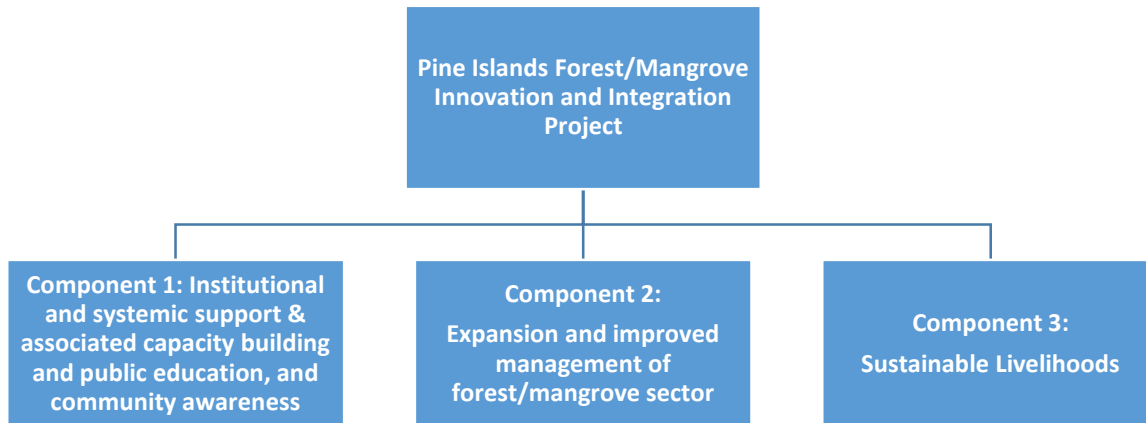 Pine Islands Forest/Mangrove
Innovation and Integration
Project
Component 1: Institutional
and systemic support &
associated capacity building
and public education, and
community awareness
Component 2:
Expansion and improved
management of
forest/mangrove sector
Component 3:
Sustainable Livelihoods